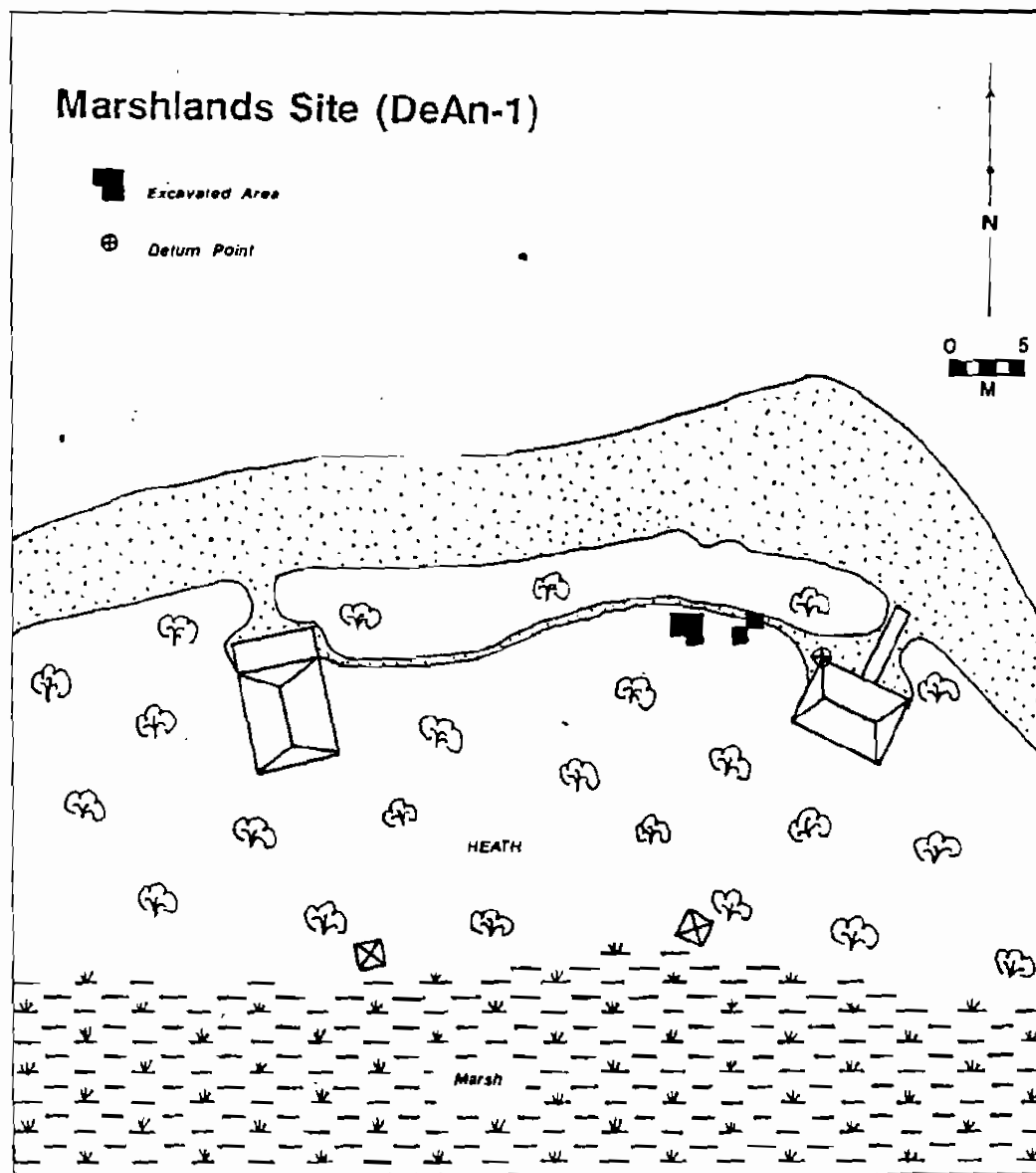 Marshlands Site (DeAn-1)
Excavated Area
Datum Point
N
0 5
M
HEATH
Marsh